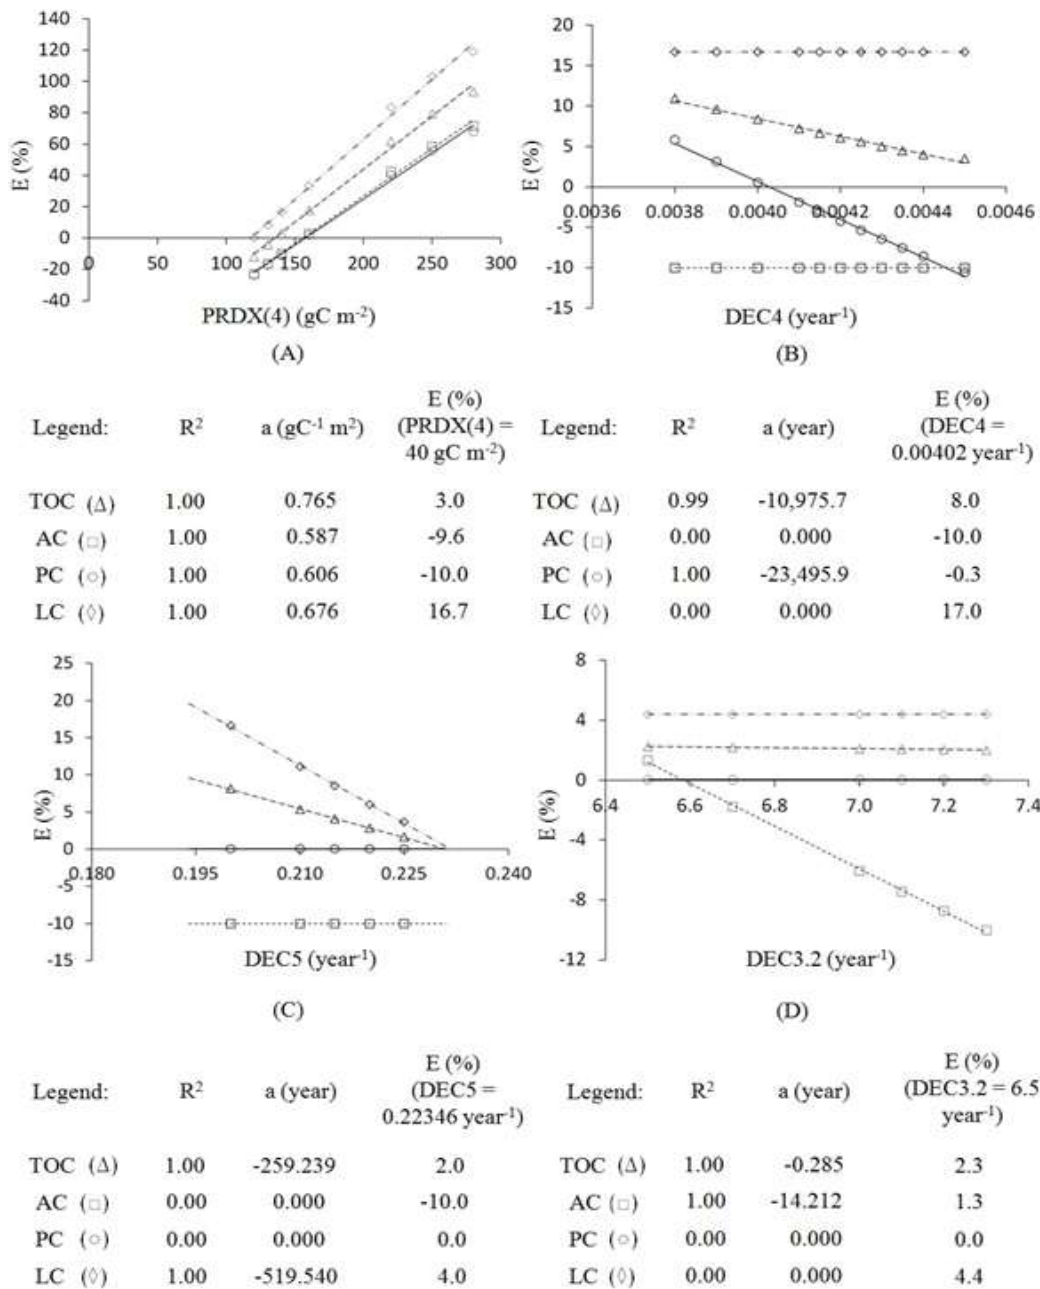 140
120
100
80
60
40
20
0
-20
-40
E (%)
0 50 100 150 200 250 300
PRDX(4) (gC m⁻²)
(A)
20
15
10
5
0
-5
-10
-15
E (%)
0.0036 0.0038 0.0040 0.0042 0.0044 0.0046
DEC4 (year⁻¹)
(B)
Legend: R² a (gC⁻¹ m²) E (%) (PRDX(4) = 40 gC m⁻²)
TOC (Δ) 1.00 0.765 3.0
AC (□) 1.00 0.587 -9.6
PC (○) 1.00 0.606 -10.0
LC (◊) 1.00 0.676 16.7
Legend: R² a (year) E (%) (DEC4 = 0.00402 year⁻¹)
TOC (Δ) 0.99 -10,975.7 8.0
AC (□) 0.00 0.000 -10.0
PC (○) 1.00 -23,495.9 -0.3
LC (◊) 0.00 0.000 17.0
25
20
15
10
5
0
-5
-10
-15
E (%)
0.180 0.195 0.210 0.225 0.240
DEC5 (year⁻¹)
(C)
8
4
0
-4
-8
-12
E (%)
6.4 6.6 6.8 7.0 7.2 7.4
DEC3.2 (year⁻¹)
(D)
Legend: R² a (year) E (%) (DEC5 = 0.22346 year⁻¹)
TOC (Δ) 1.00 -259.239 2.0
AC (□) 0.00 0.000 -10.0
PC (○) 0.00 0.000 0.0
LC (◊) 1.00 -519.540 4.0
Legend: R² a (year) E (%) (DEC3.2 = 6.5 year⁻¹)
TOC (Δ) 1.00 -0.285 2.3
AC (□) 1.00 -14.212 1.3
PC (○) 0.00 0.000 0.0
LC (◊) 0.00 0.000 4.4